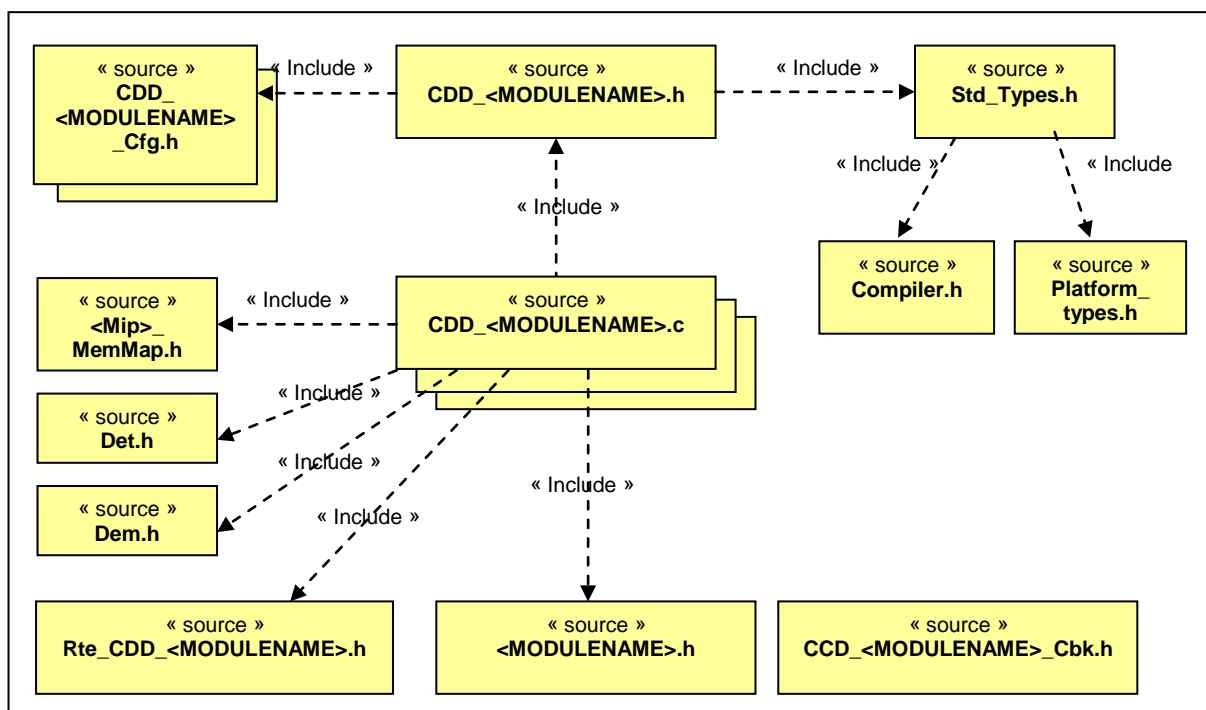 « source »
CDD_
<MODULENAME>
_Cfg.h
« Include »
« source »
CDD_<MODULENAME>.h
« Include »
« source »
Std_Types.h
« Include »
« Include
« Include »
« source »
Compiler.h
« source »
Platform_
types.h
« source »
<Mip>_
MemMap.h
« Include »
« source »
CDD_<MODULENAME>.c
« source »
Det.h
« Include »
« Include »
« source »
Dem.h
« Include »
« Include »
« source »
Rte_CDD_<MODULENAME>.h
« source »
<MODULENAME>.h
« source »
CCD_<MODULENAME>_Cbk.h